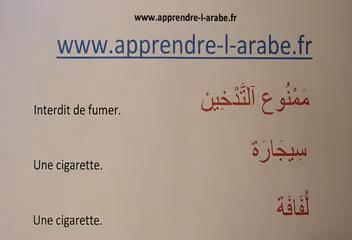 www.apprendre-l-arabe.fr
www.apprendre-l-arabe.fr
Interdit de fumer. مَمْنُوع آلتَّدْخِين
Une cigarette. سِيجَارَة
Une cigarette. لُفَافَة